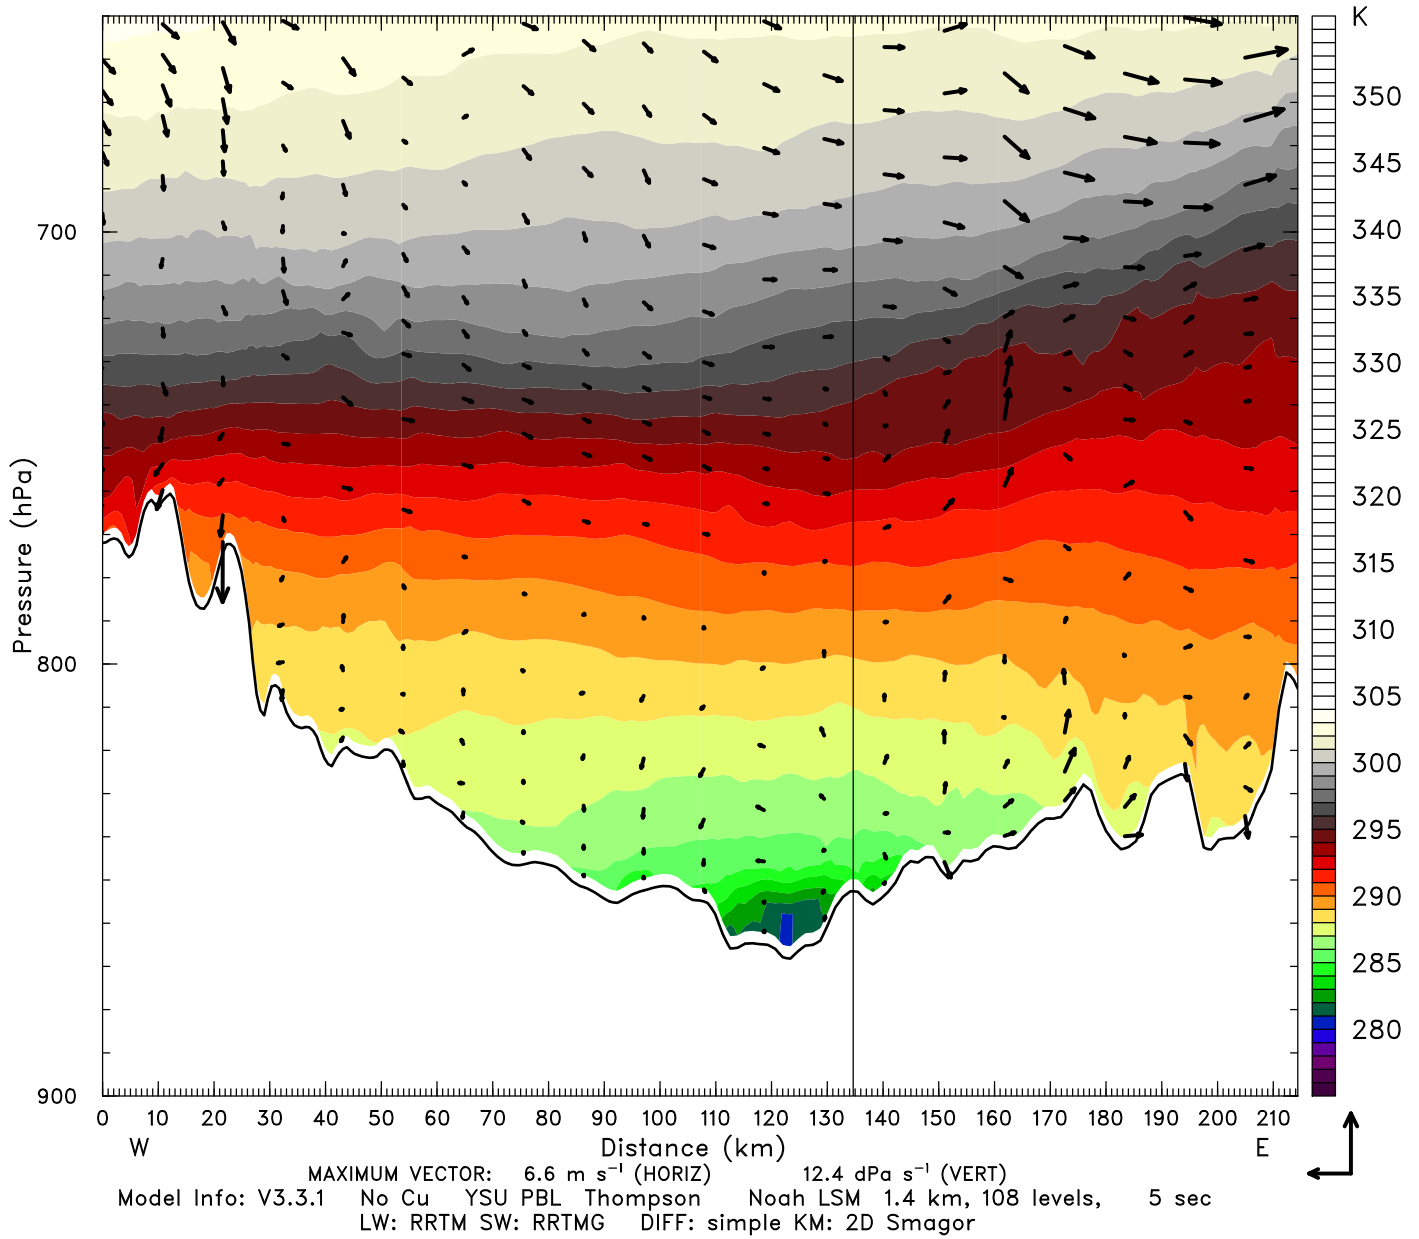 K
350
345
340
335
330
325
320
315
310
305
300
295
290
285
280
700
800
900
Pressure (hPa)
0 10 20 30 40 50 60 70 80 90 100 110 120 130 140 150 160 170 180 190 200 210
W Distance (km) E
MAXIMUM VECTOR: 6.6 m s⁻¹ (HORIZ) 12.4 dPa s⁻¹ (VERT)
Model Info: V3.3.1 No Cu YSU PBL Thompson Noah LSM 1.4 km, 108 levels, 5 sec
LW: RRTM SW: RRTMG DIFF: simple KM: 2D Smagor